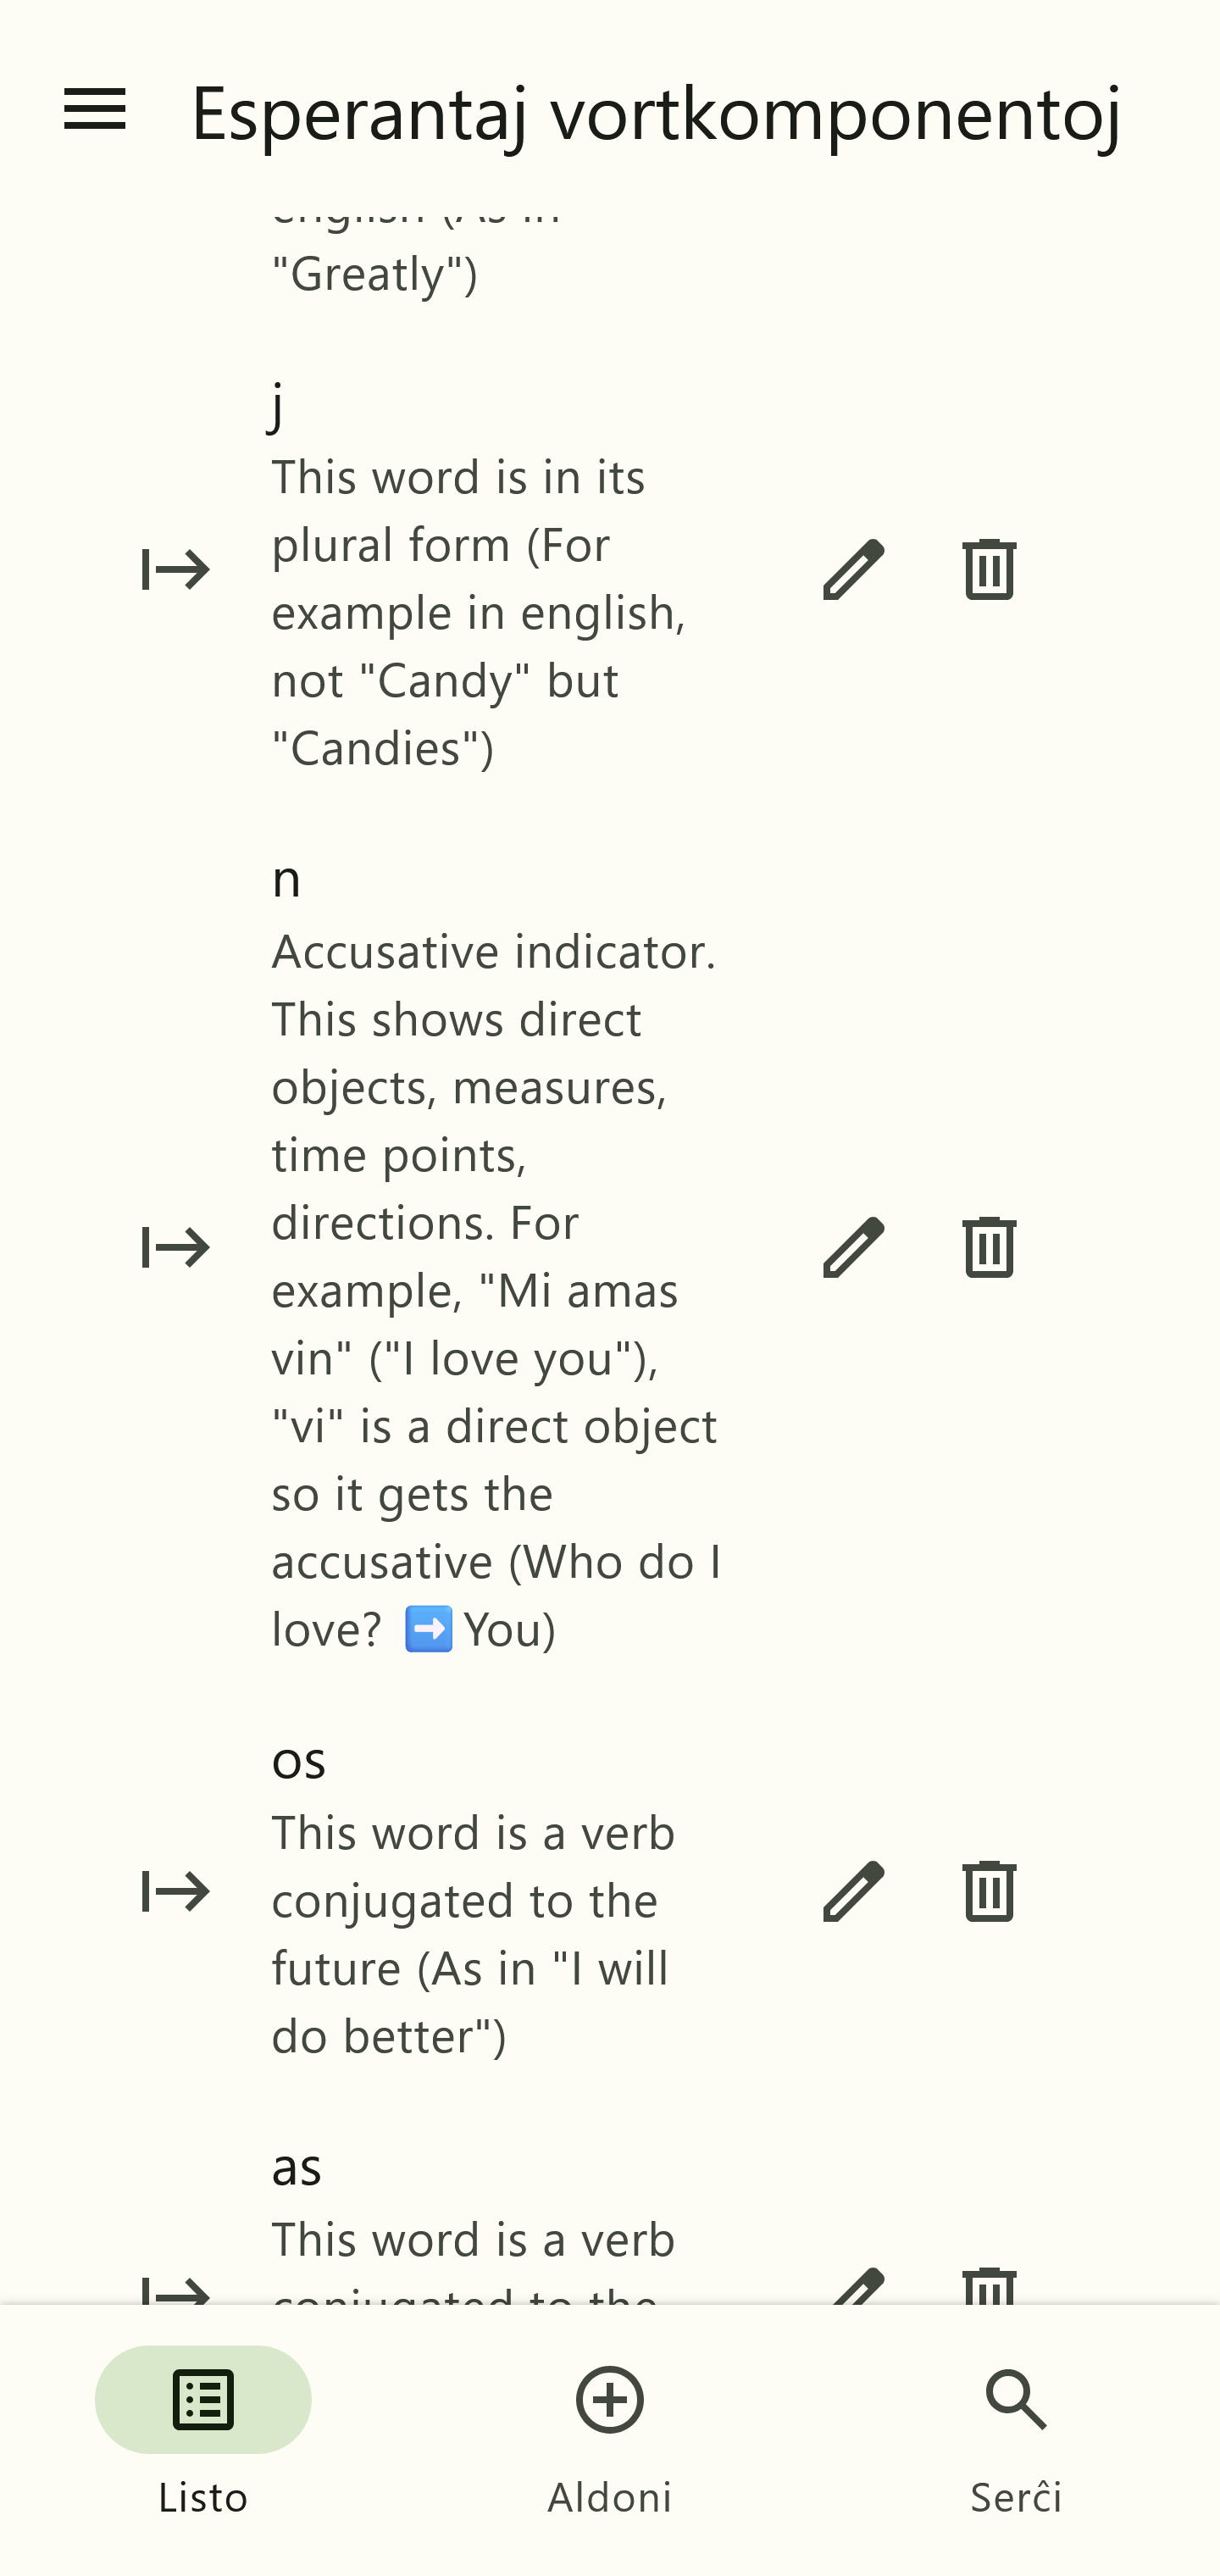 Esperantaj vortkomponentoj
english (As in
"Greatly")
j
This word is in its
plural form (For
example in english,
not "Candy" but
"Candies")
n
Accusative indicator.
This shows direct
objects, measures,
time points,
directions. For
example, "Mi amas
vin" ("I love you"),
"vi" is a direct object
so it gets the
accusative (Who do I
love? ➡️ You)
os
This word is a verb
conjugated to the
future (As in "I will
do better")
as
This word is a verb
conjugated to the
Listo
Aldoni
Serĉi